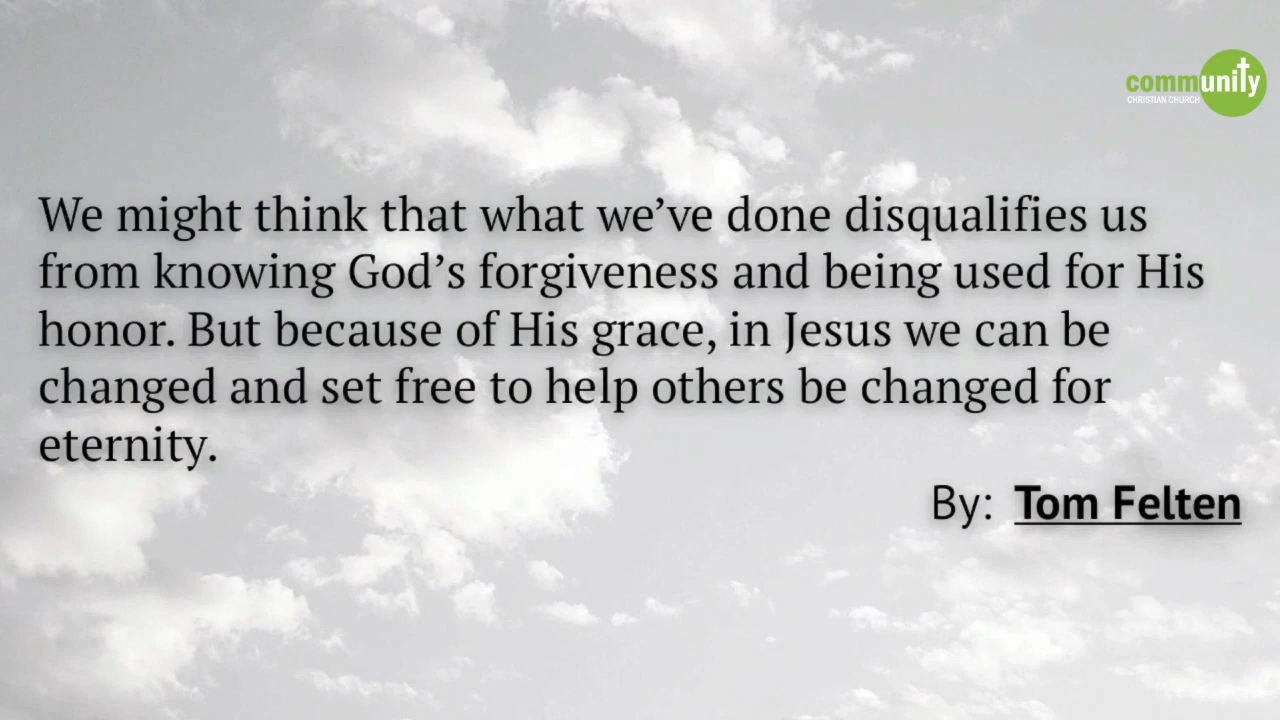 community
CHRISTIAN CHURCH
We might think that what we’ve done disqualifies us
from knowing God’s forgiveness and being used for His
honor. But because of His grace, in Jesus we can be
changed and set free to help others be changed for
eternity.
By: Tom Felten